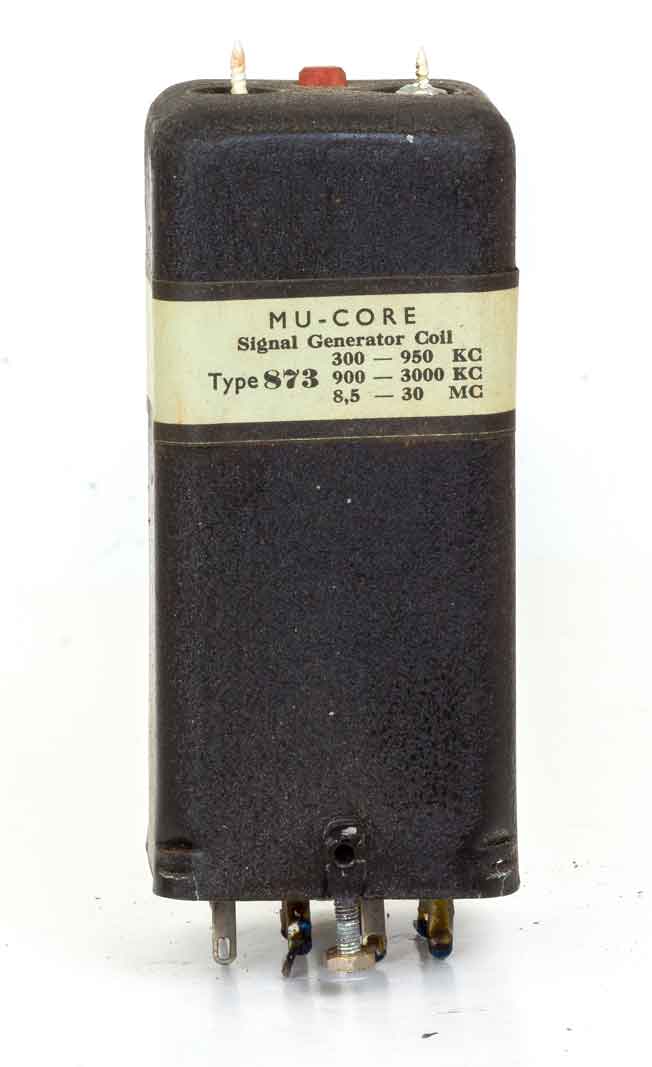 MU-CORE
Signal Generator Coil
300 — 950 KC
Type 873 900 — 3000 KC
8,5 — 30 MC